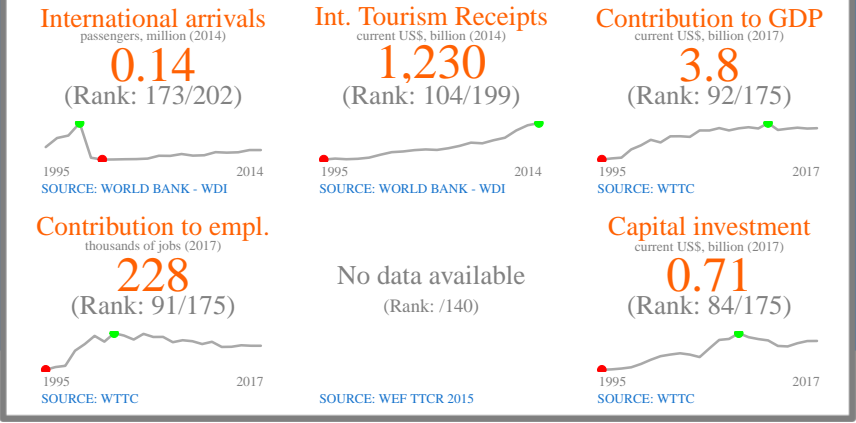 International arrivals
passengers, million (2014)
0.14
(Rank: 173/202)
1995 2014
SOURCE: WORLD BANK - WDI
Int. Tourism Receipts
current US$, billion (2014)
1,230
(Rank: 104/199)
1995 2014
SOURCE: WORLD BANK - WDI
Contribution to GDP
current US$, billion (2017)
3.8
(Rank: 92/175)
1995 2017
SOURCE: WTTC
Contribution to empl.
thousands of jobs (2017)
228
(Rank: 91/175)
1995 2017
SOURCE: WTTC
No data available
(Rank: /140)
SOURCE: WEF TTCR 2015
Capital investment
current US$, billion (2017)
0.71
(Rank: 84/175)
1995 2017
SOURCE: WTTC